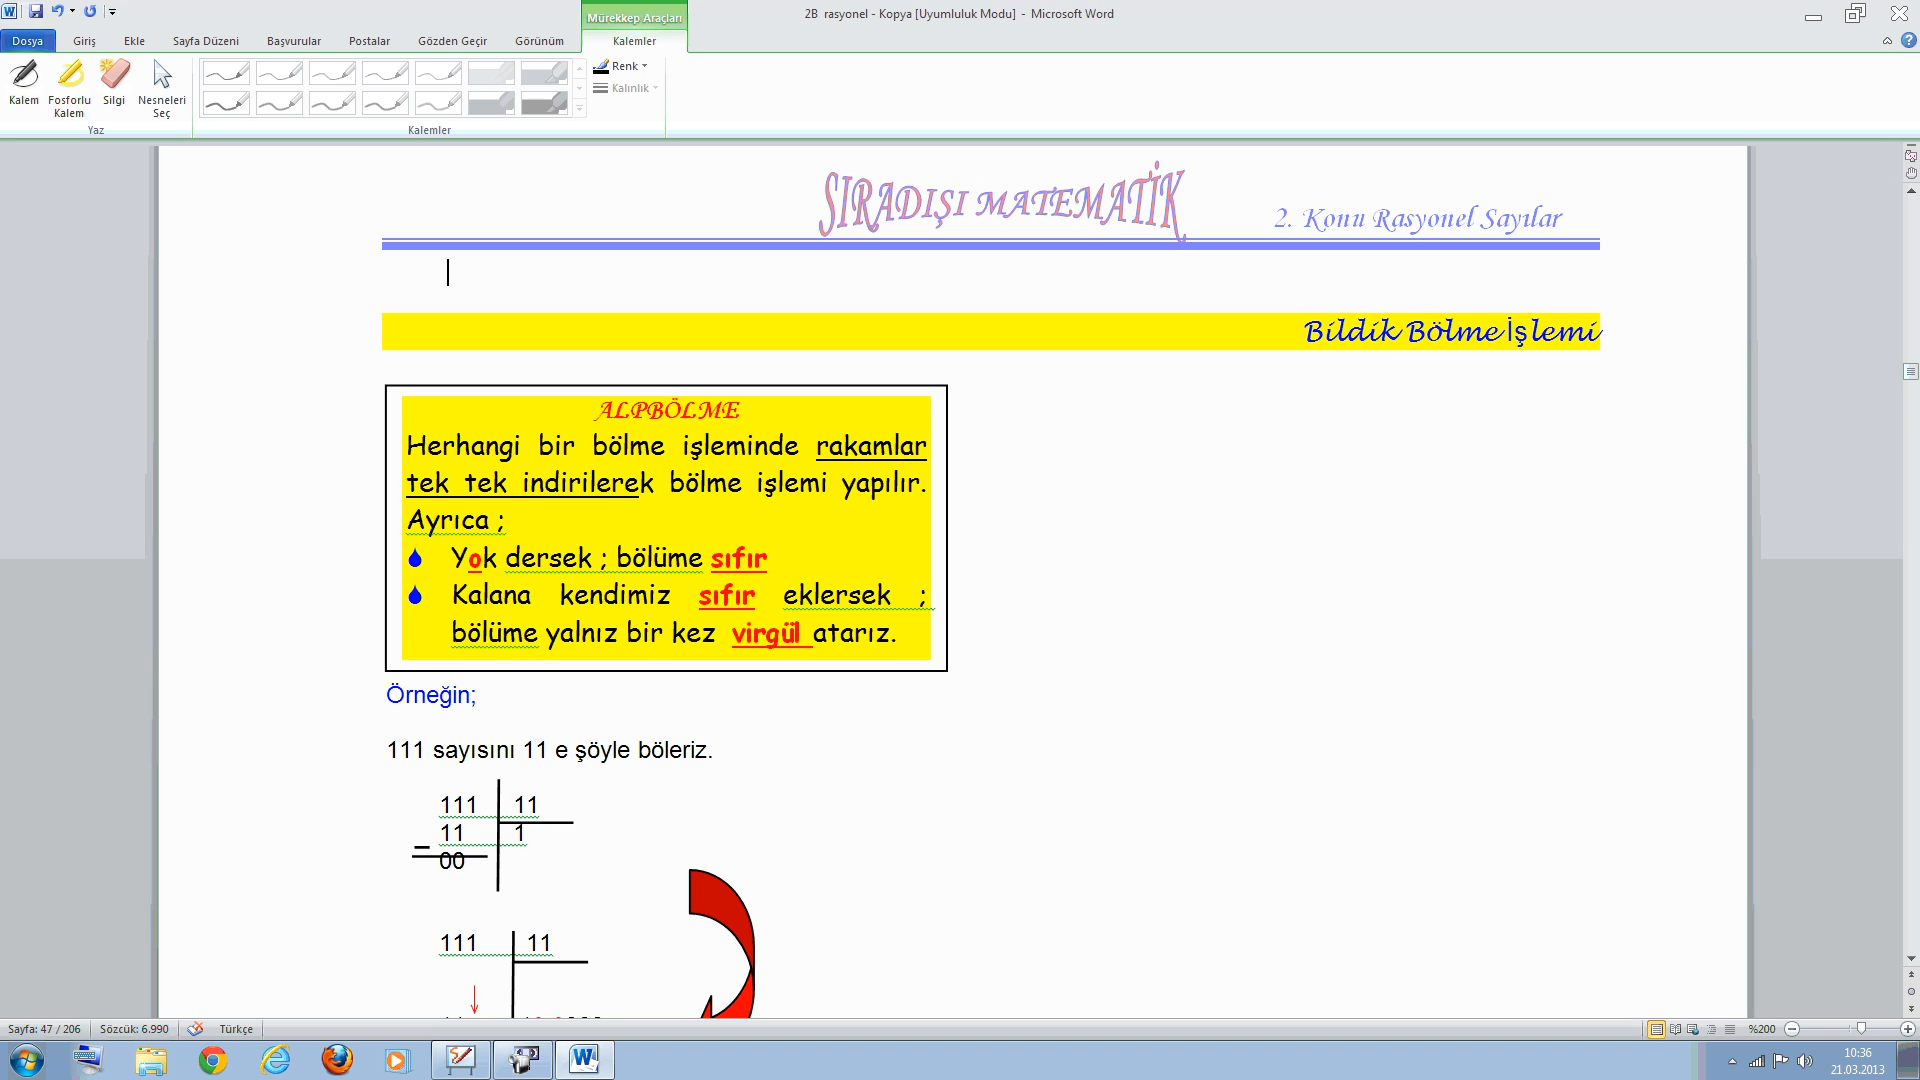 2B rasyonel - Kopya [Uyumluluk Modu] - Microsoft Word
Mürekkep Araçları
Dosya Giriş Ekle Sayfa Düzeni Başvurular Postalar Gözden Geçir Görünüm Kalemler
Kalem Fosforlu Kalem Silgi Nesneleri Seç
Renk
Kalınlık
Yaz Kalemler
SIRADIŞI MATEMATİK
2. Konu Rasyonel Sayılar
Bildik Bölme İşlemi
ALPBÖLME
Herhangi bir bölme işleminde rakamlar
tek tek indirilerek bölme işlemi yapılır.
Ayrıca ;
Yok dersek ; bölüme sıfır
Kalana kendimiz sıfır eklersek ;
bölüme yalnız bir kez virgül atarız.
Örneğin;
111 sayısını 11 e şöyle böleriz.
111 11
11 1
00
111 11
Sayfa: 47 / 206 Sözcük: 6.990 Türkçe %200
10:36
21.03.2013